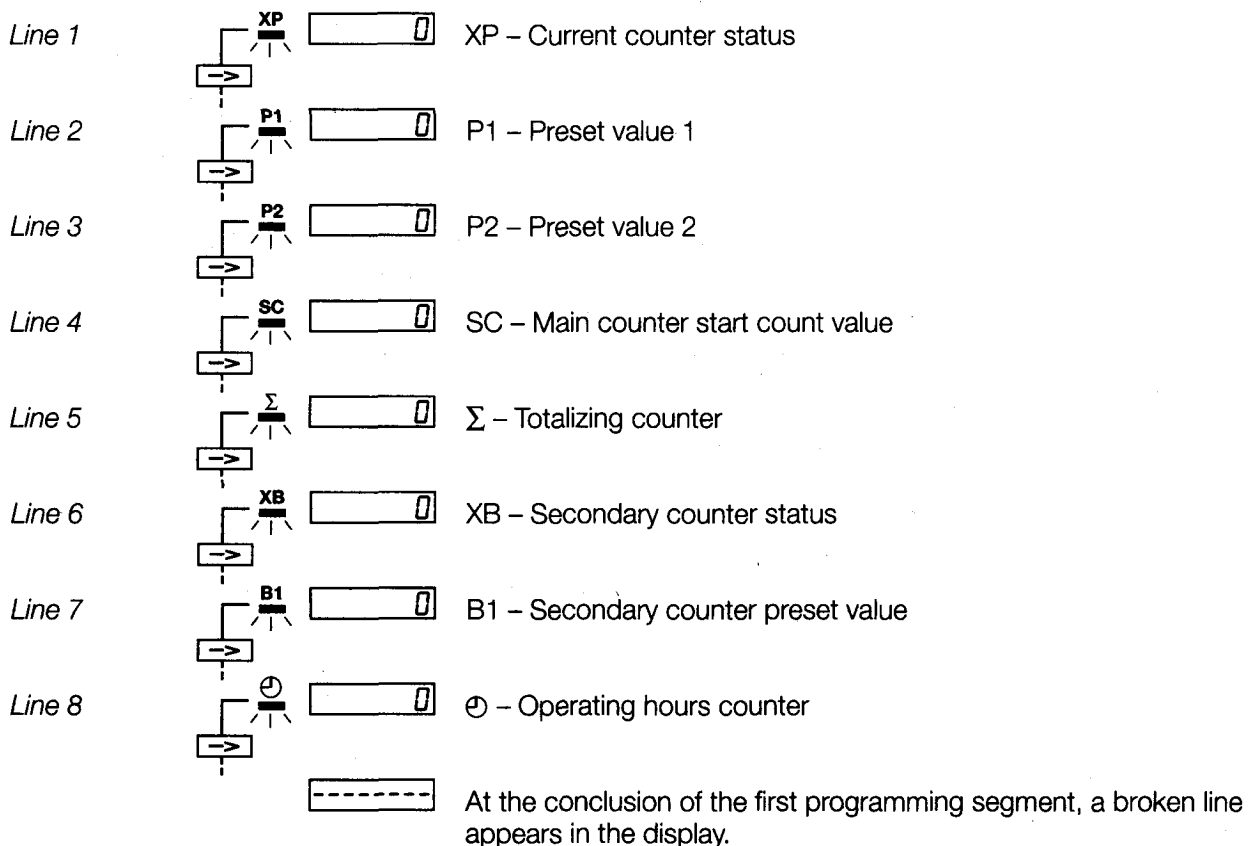 Line 1 XP 0 XP – Current counter status
->
Line 2 P1 0 P1 – Preset value 1
->
Line 3 P2 0 P2 – Preset value 2
->
Line 4 SC 0 SC – Main counter start count value
->
Line 5 Σ 0 Σ – Totalizing counter
->
Line 6 XB 0 XB – Secondary counter status
->
Line 7 B1 0 B1 – Secondary counter preset value
->
Line 8 ◴ 0 ◴ – Operating hours counter
->
---------- At the conclusion of the first programming segment, a broken line
appears in the display.